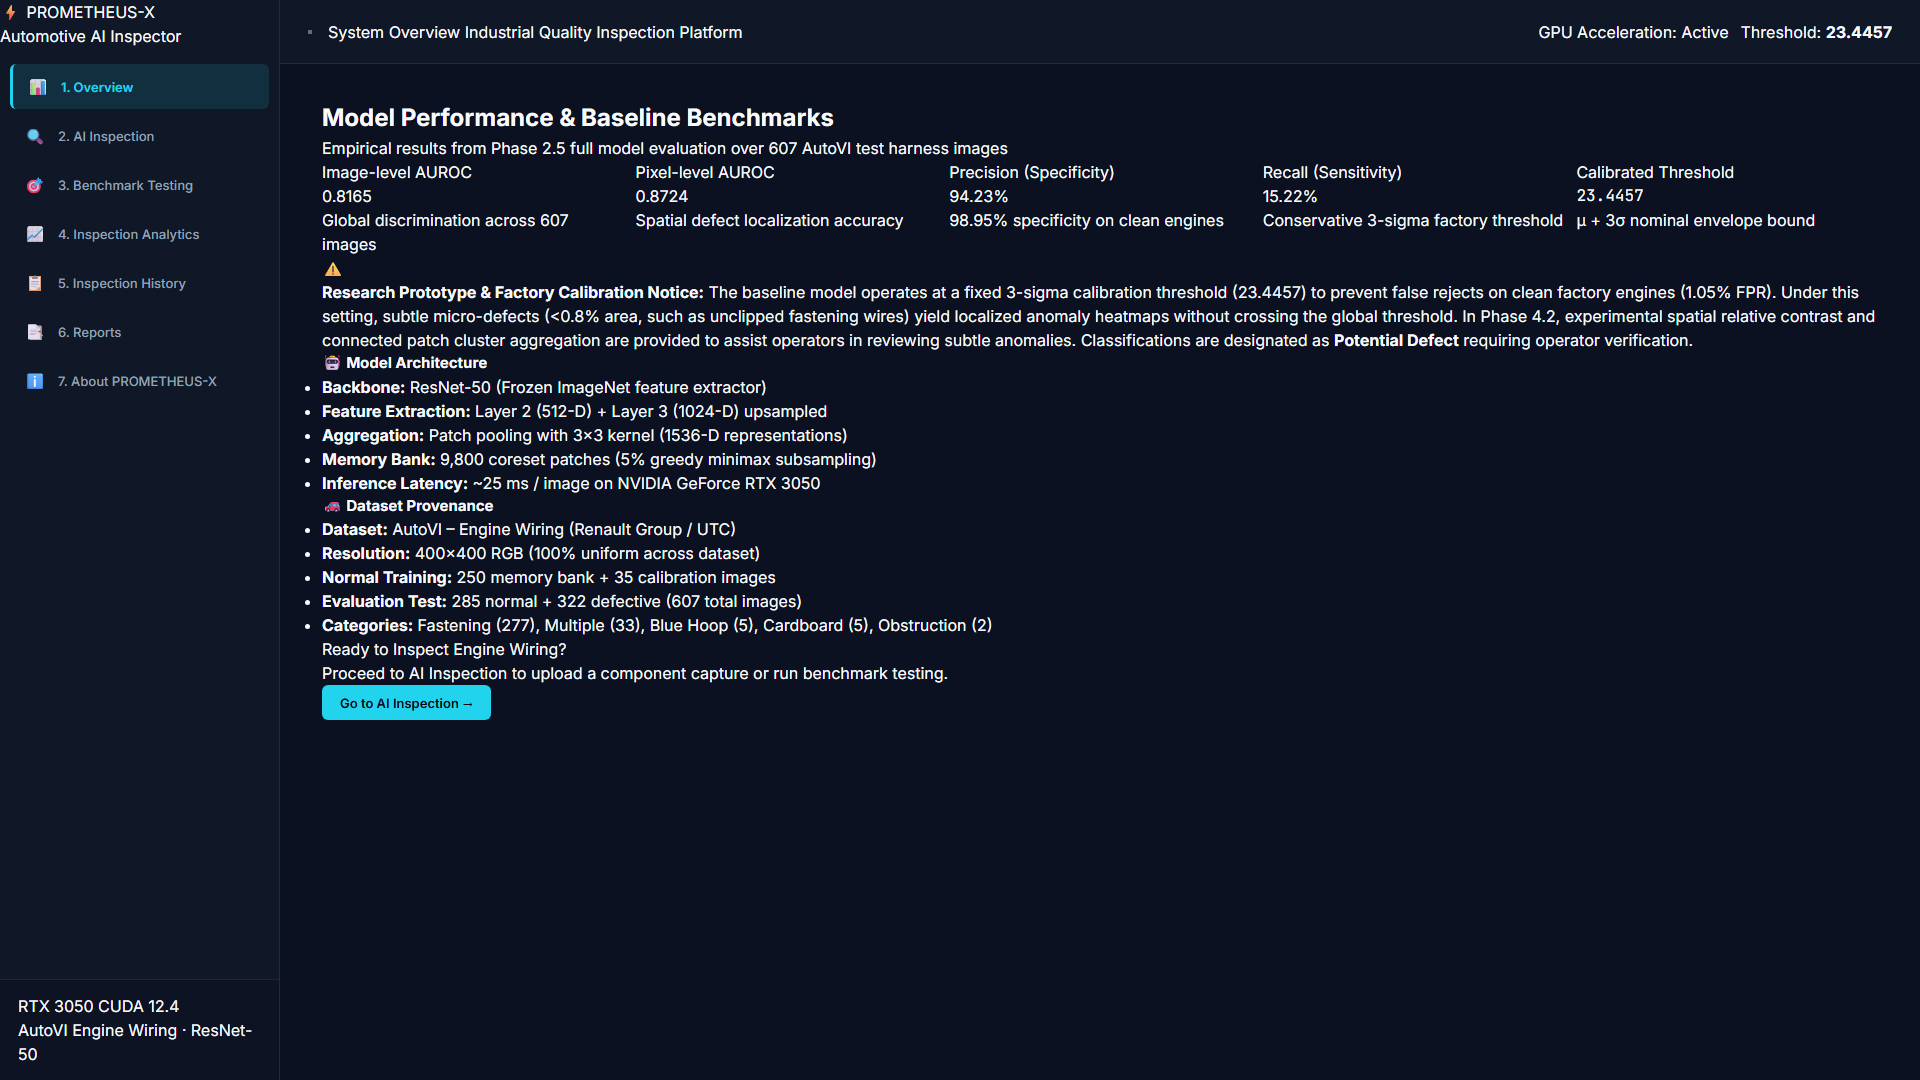 PROMETHEUS-X
Automotive AI Inspector
1. Overview
2. AI Inspection
3. Benchmark Testing
4. Inspection Analytics
5. Inspection History
6. Reports
7. About PROMETHEUS-X
RTX 3050 CUDA 12.4
AutoVI Engine Wiring · ResNet-
50
System Overview Industrial Quality Inspection Platform
GPU Acceleration: Active Threshold: 23.4457
Model Performance & Baseline Benchmarks
Empirical results from Phase 2.5 full model evaluation over 607 AutoVI test harness images
Image-level AUROC
0.8165
Global discrimination across 607
images
Pixel-level AUROC
0.8724
Spatial defect localization accuracy
Precision (Specificity)
94.23%
98.95% specificity on clean engines
Recall (Sensitivity)
15.22%
Conservative 3-sigma factory threshold
Calibrated Threshold
23.4457
μ + 3σ nominal envelope bound
Research Prototype & Factory Calibration Notice: The baseline model operates at a fixed 3-sigma calibration threshold (23.4457) to prevent false rejects on clean factory engines (1.05% FPR). Under this
setting, subtle micro-defects (<0.8% area, such as unclipped fastening wires) yield localized anomaly heatmaps without crossing the global threshold. In Phase 4.2, experimental spatial relative contrast and
connected patch cluster aggregation are provided to assist operators in reviewing subtle anomalies. Classifications are designated as Potential Defect requiring operator verification.
Model Architecture
• Backbone: ResNet-50 (Frozen ImageNet feature extractor)
• Feature Extraction: Layer 2 (512-D) + Layer 3 (1024-D) upsampled
• Aggregation: Patch pooling with 3×3 kernel (1536-D representations)
• Memory Bank: 9,800 coreset patches (5% greedy minimax subsampling)
• Inference Latency: ~25 ms / image on NVIDIA GeForce RTX 3050
Dataset Provenance
• Dataset: AutoVI – Engine Wiring (Renault Group / UTC)
• Resolution: 400×400 RGB (100% uniform across dataset)
• Normal Training: 250 memory bank + 35 calibration images
• Evaluation Test: 285 normal + 322 defective (607 total images)
• Categories: Fastening (277), Multiple (33), Blue Hoop (5), Cardboard (5), Obstruction (2)
Ready to Inspect Engine Wiring?
Proceed to AI Inspection to upload a component capture or run benchmark testing.
Go to AI Inspection →